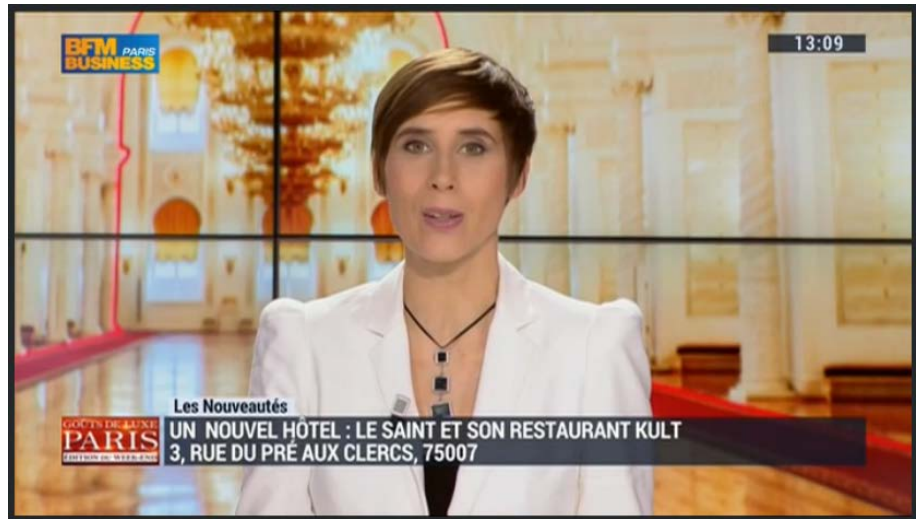 BFM PARIS
BUSINESS
13:09
Les Nouveautés
GOÛTS DE LUXE
PARIS
ÉDITION DU WEEK-END
UN NOUVEL HÔTEL : LE SAINT ET SON RESTAURANT KULT
3, RUE DU PRÉ AUX CLERCS, 75007